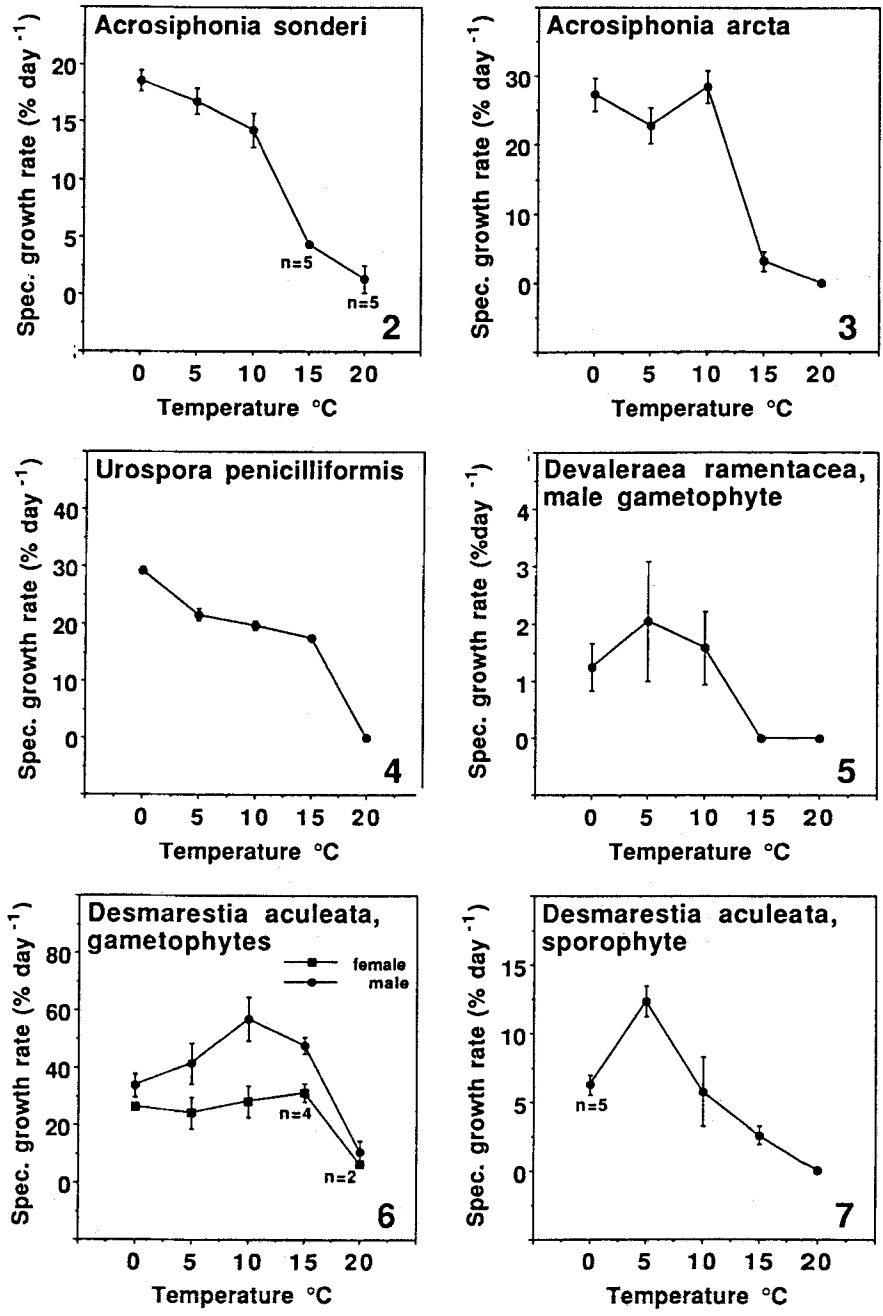 Acrosiphonia sonderi
Spec. growth rate (% day -1)
20
15
10
5
0
n=5
n=5
2
0 5 10 15 20
Temperature °C
Acrosiphonia arcta
Spec. growth rate (% day -1)
30
20
10
0
3
0 5 10 15 20
Temperature °C
Urospora penicilliformis
Spec. growth rate (% day -1)
40
30
20
10
0
4
0 5 10 15 20
Temperature °C
Devaleraea ramentacea,
male gametophyte
Spec. growth rate (%day -1)
4
3
2
1
0
5
0 5 10 15 20
Temperature °C
Desmarestia aculeata,
gametophytes
female
male
Spec. growth rate (% day -1)
80
60
40
20
0
n=4
n=2
6
0 5 10 15 20
Temperature °C
Desmarestia aculeata,
sporophyte
Spec. growth rate (% day -1)
15
10
5
0
n=5
7
0 5 10 15 20
Temperature °C